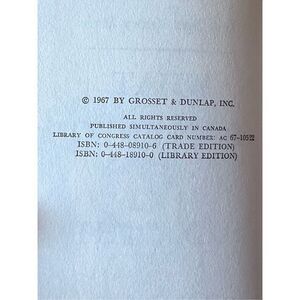 © 1967 BY GROSSET & DUNLAP, INC.
ALL RIGHTS RESERVED
PUBLISHED SIMULTANEOUSLY IN CANADA
LIBRARY OF CONGRESS CATALOG CARD NUMBER: AC 67-10522
ISBN: 0-448-08910-6 (TRADE EDITION)
ISBN: 0-448-18910-0 (LIBRARY EDITION)